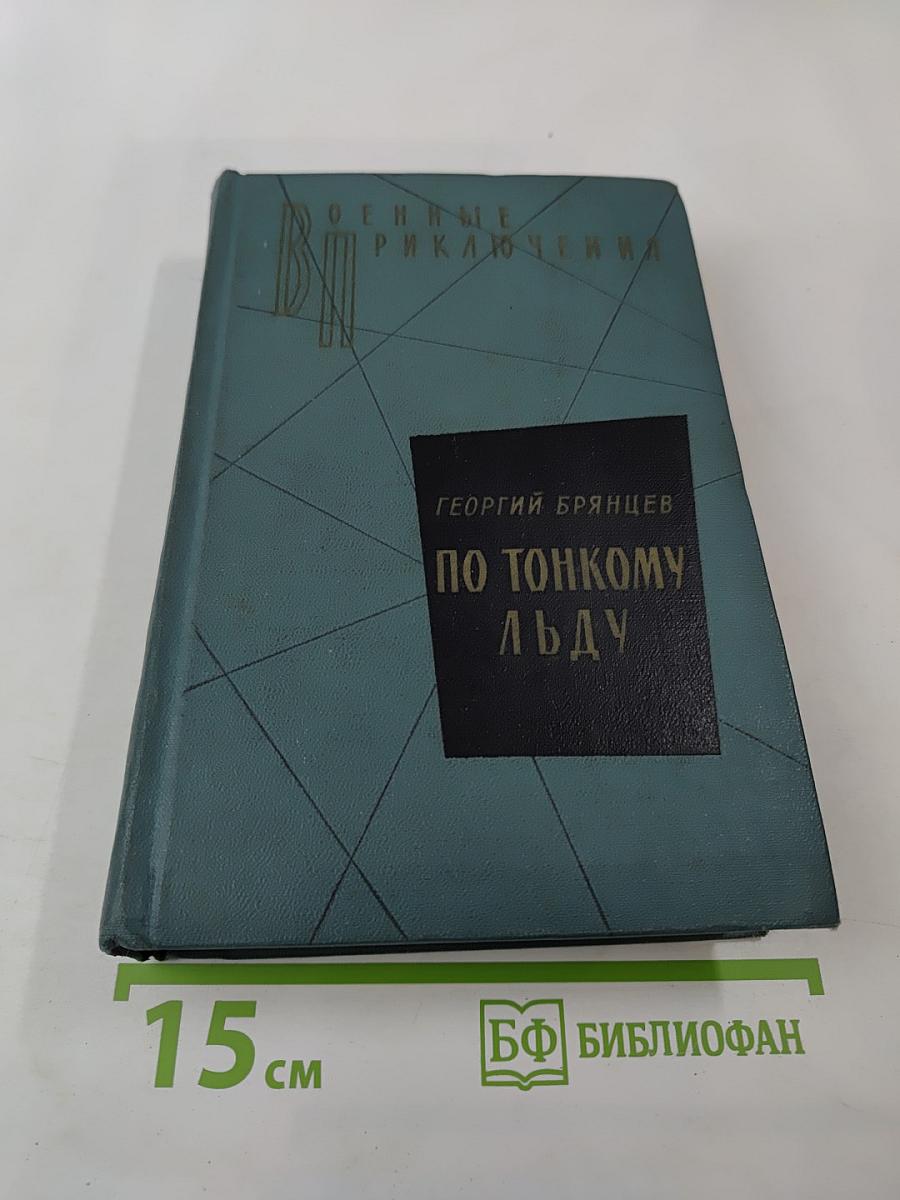 ВОЕННЫЕ
ПРИКЛЮЧЕНИЯ
ГЕОРГИЙ БРЯНЦЕВ
ПО ТОНКОМУ
ЛЬДУ
15 см
БФ БИБЛИОФАН